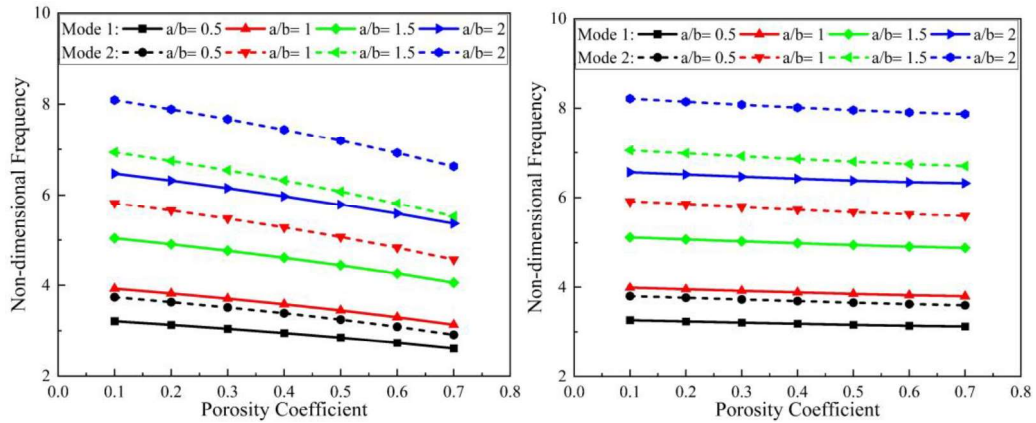 Mode 1: a/b= 0.5 a/b= 1 a/b= 1.5 a/b= 2
Mode 2: a/b= 0.5 a/b= 1 a/b= 1.5 a/b= 2
10
8
6
4
2
Non-dimensional Frequency
0.0 0.1 0.2 0.3 0.4 0.5 0.6 0.7 0.8
Porosity Coefficient
Mode 1: a/b= 0.5 a/b= 1 a/b= 1.5 a/b= 2
Mode 2: a/b= 0.5 a/b= 1 a/b= 1.5 a/b= 2
10
8
6
4
2
Non-dimensional Frequency
0.0 0.1 0.2 0.3 0.4 0.5 0.6 0.7 0.8
Porosity Coefficient